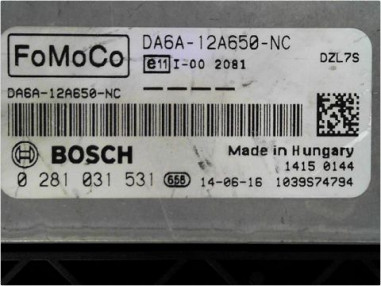 FoMoCo
DA6A-12A650-NC
e11 I-00 2081
DZL7S
DA6A-12A650-NC
BOSCH
Made in Hungary
1415 0144
0 281 031 531 658 14-06-16 1039S74794